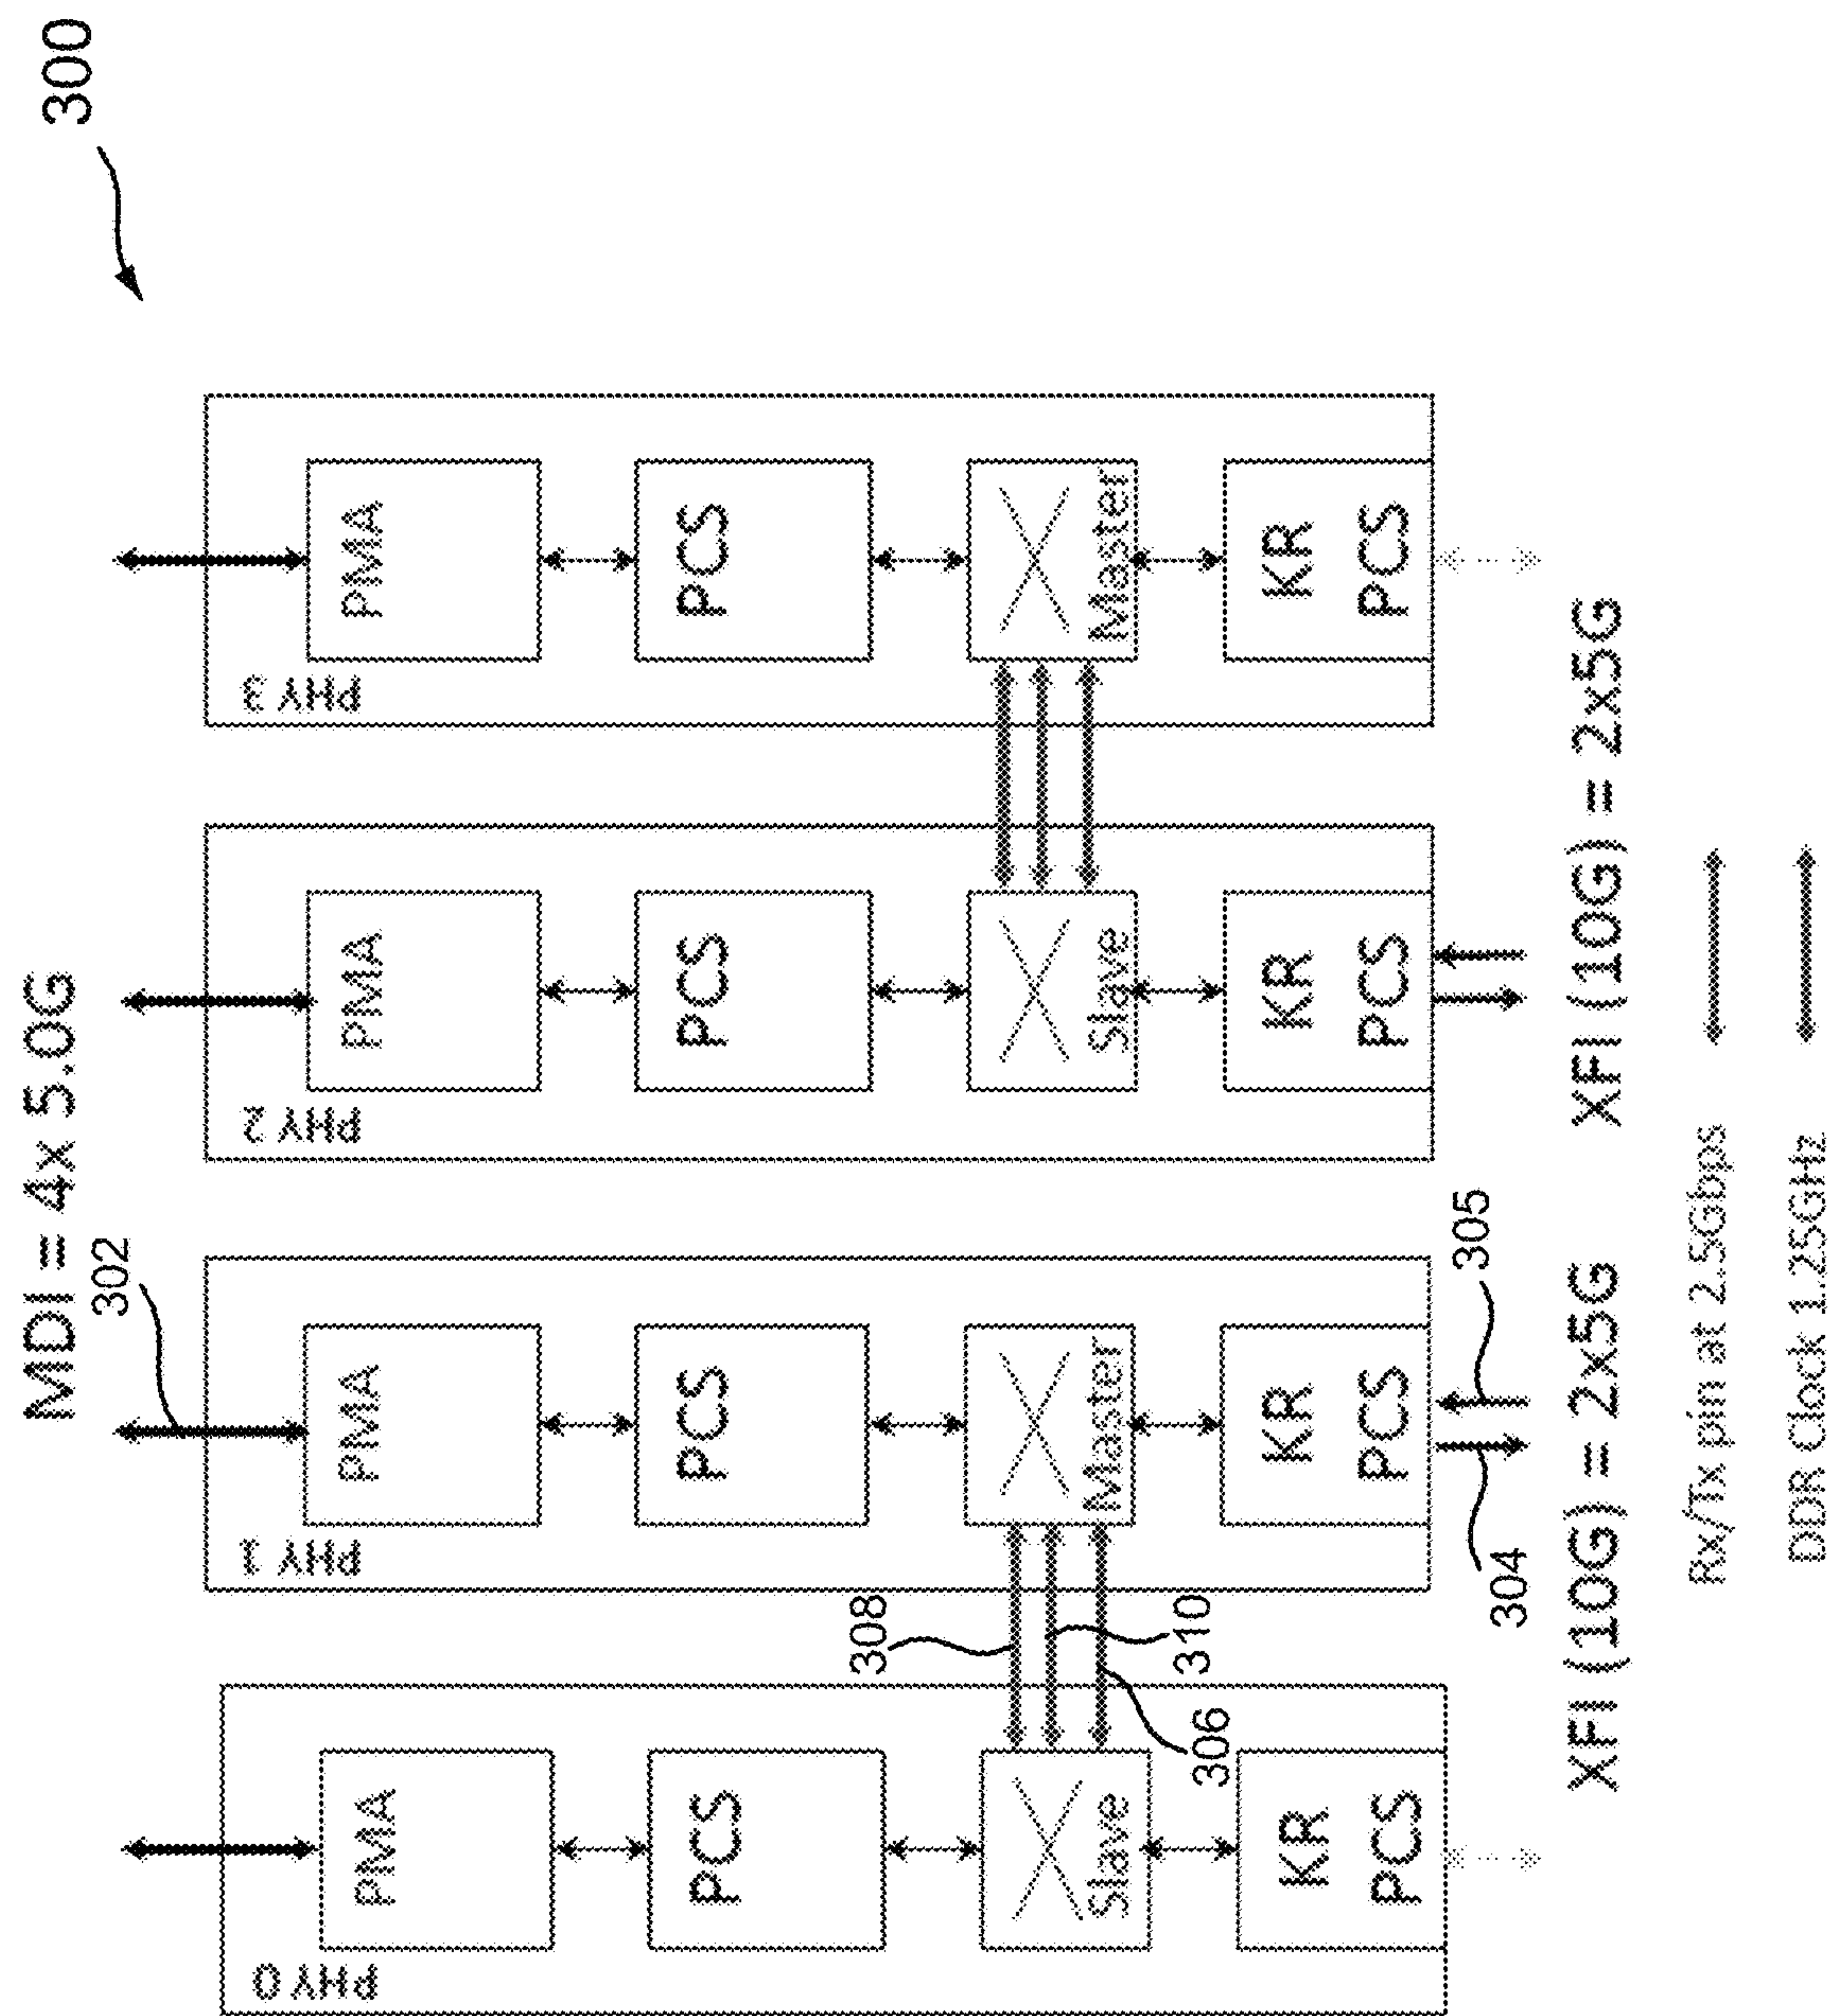 300
MDI = 4x 5.0G
302
PHY 0
PMA
PCS
Slave
KR
PCS
PHY 1
PMA
PCS
Master
KR
PCS
PHY 2
PMA
PCS
Slave
KR
PCS
PHY 3
PMA
PCS
Master
KR
PCS
308
310
306
304
305
XFI (10G) = 2x5G
XFI (10G) = 2x5G
Rx/Tx pin at 2.5Gbps
DDR clock 1.25GHz